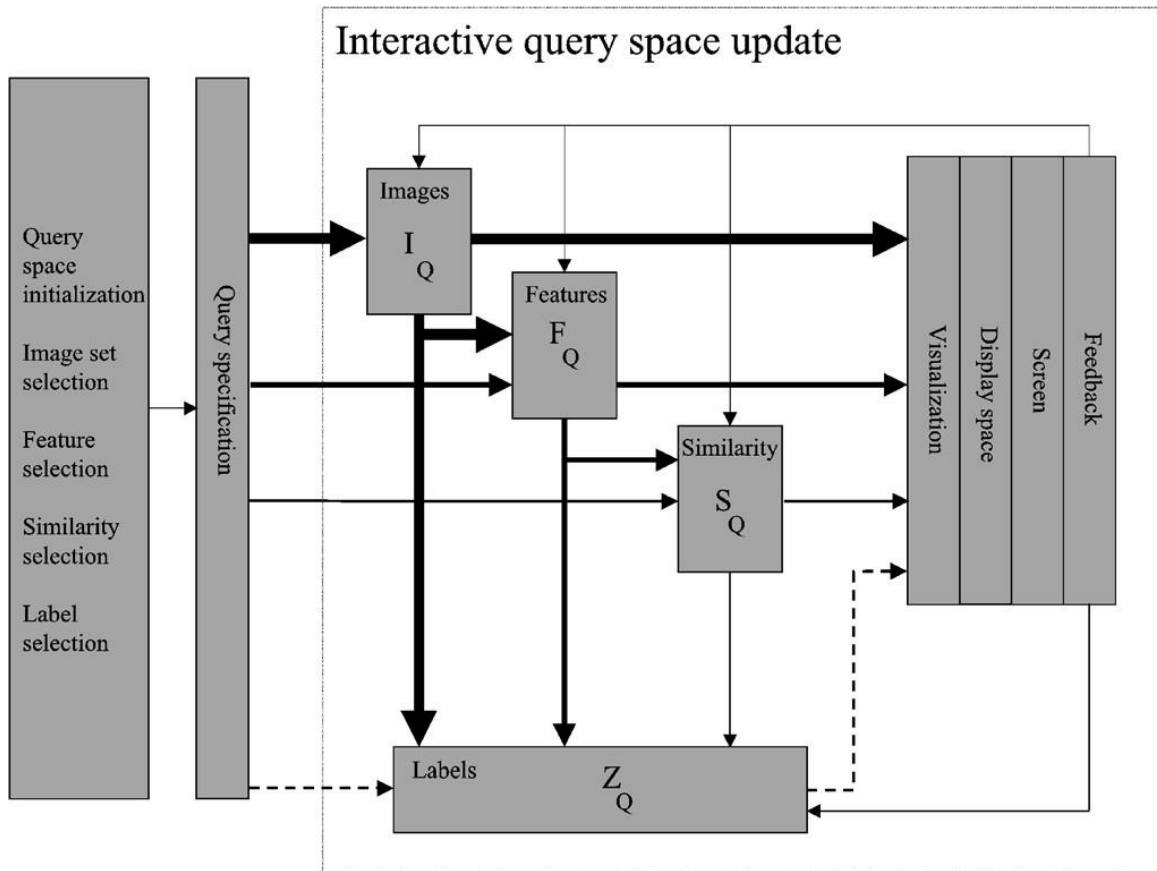 Interactive query space update
Query
space
initialization
Image set
selection
Feature
selection
Similarity
selection
Label
selection
Query specification
Images
I
Q
Features
F
Q
Similarity
S
Q
Labels
Z
Q
Visualization
Display space
Screen
Feedback